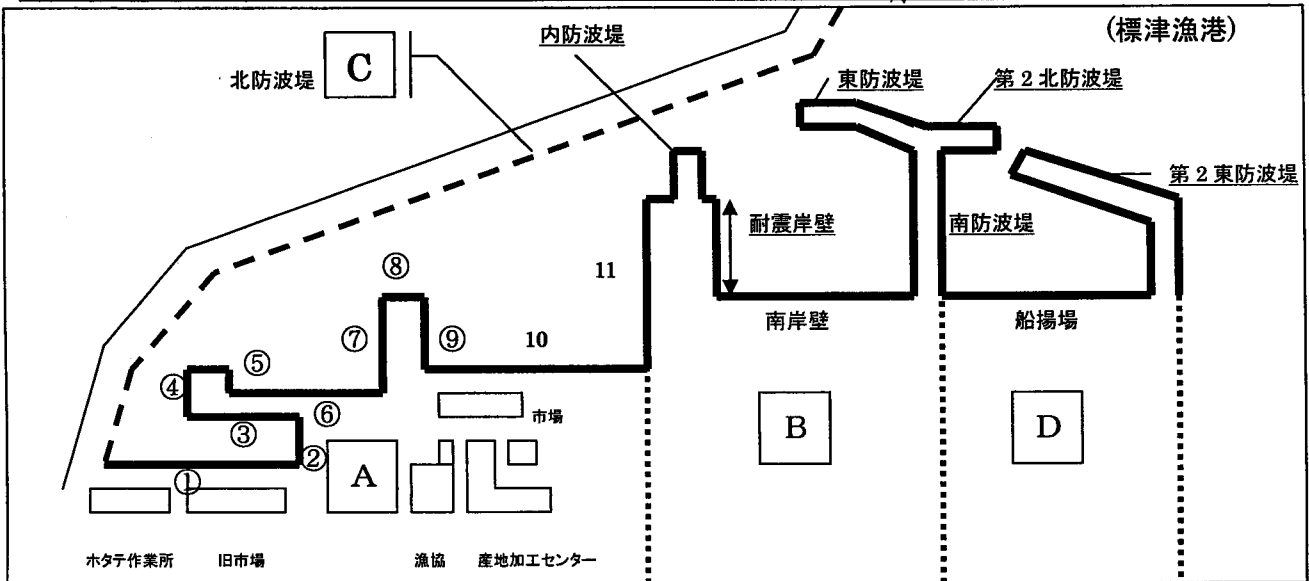 (標津漁港)
内防波堤
北防波堤
C
東防波堤
第2北防波堤
第2東防波堤
耐震岸壁
南防波堤
⑧
11
南岸壁
船揚場
⑦
⑨
10
⑤
④
⑥
市場
③
B
D
②
A
①
ホタテ作業所
旧市場
漁協
産地加工センター